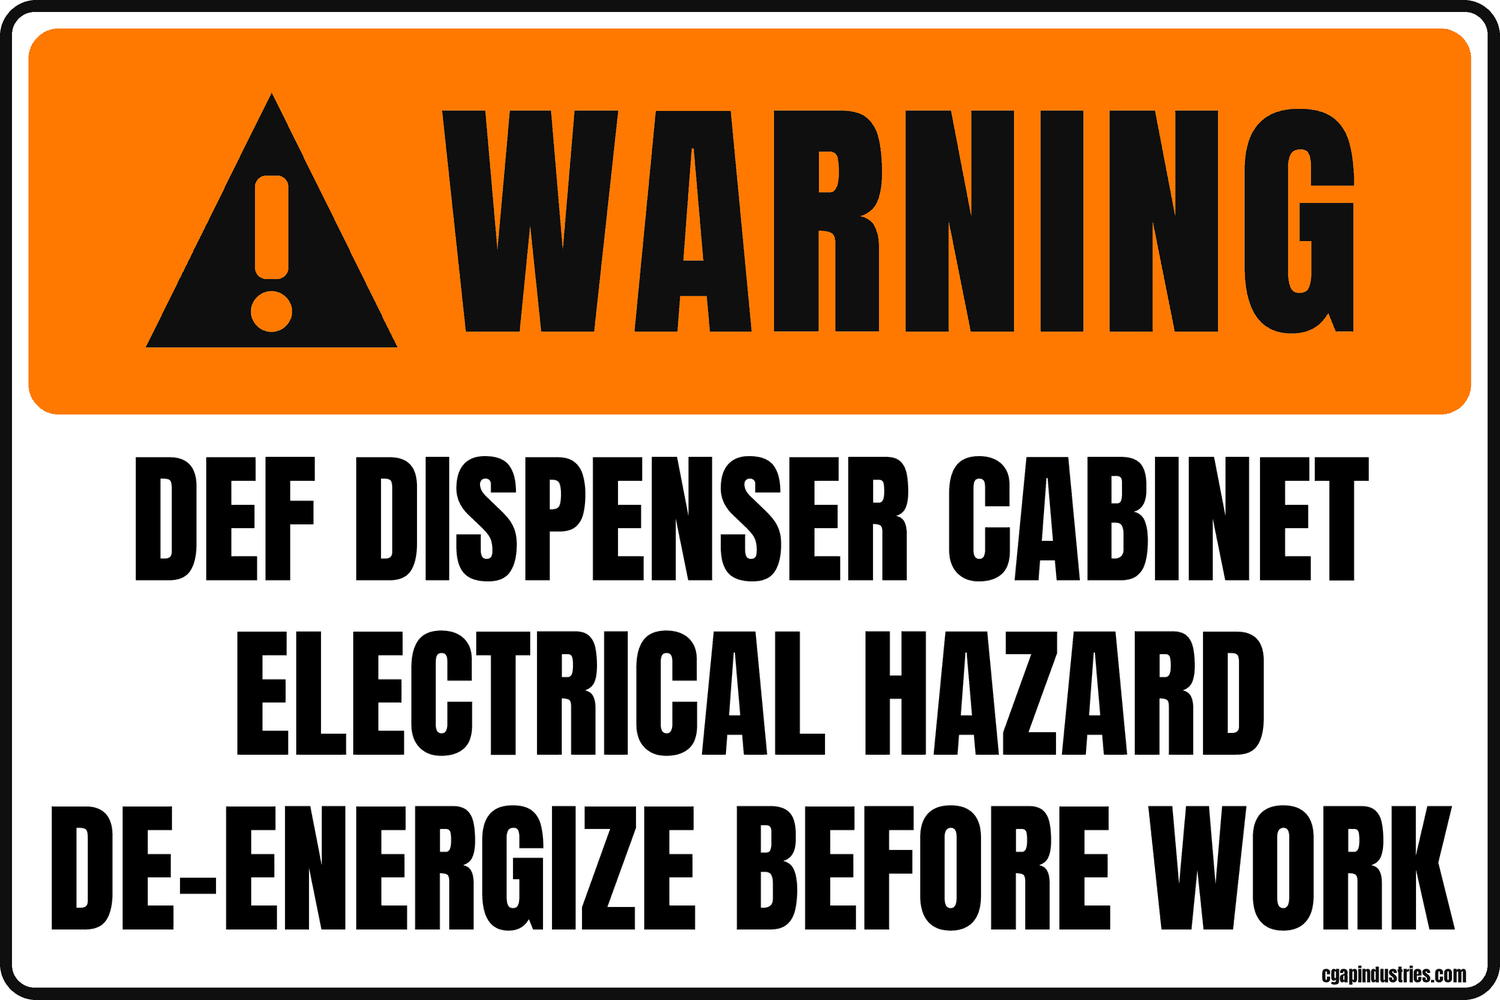 WARNING
DEF DISPENSER CABINET
ELECTRICAL HAZARD
DE-ENERGIZE BEFORE WORK
cgapindustries.com